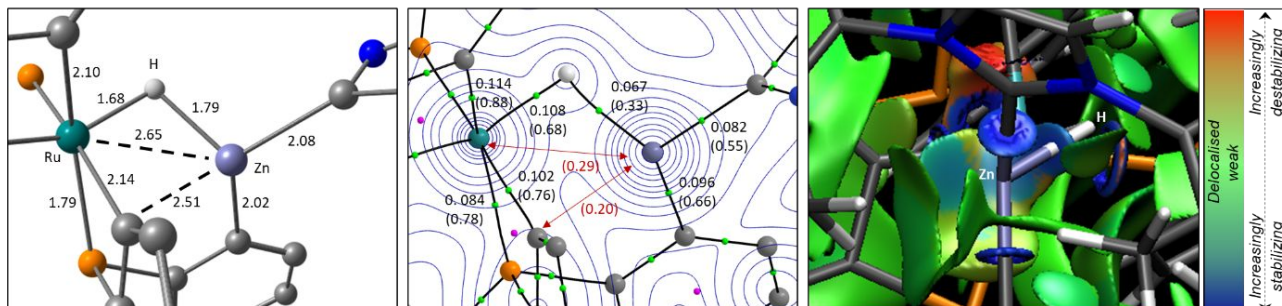 H
2.10
1.68
1.79
2.65
2.08
Ru
Zn
2.14
1.79
2.51
2.02
0.114
(0.88)
0.067
(0.33)
0.108
(0.68)
0.082
(0.55)
(0.29)
0.102
(0.76)
0.096
(0.66)
0. 084
(0.78)
(0.20)
H
Zn
Delocalised
weak
Increasingly
destabilizing
Increasingly
stabilizing